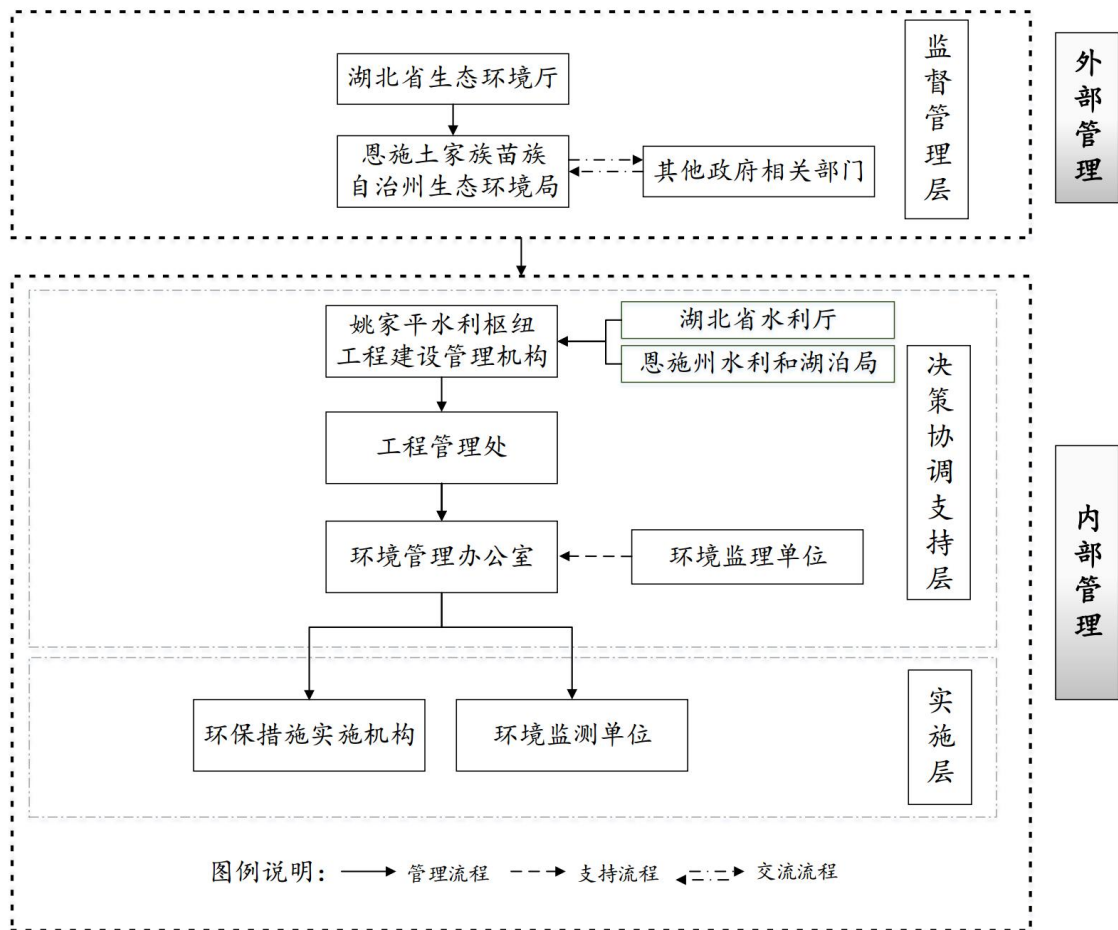 湖北省生态环境厅
恩施土家族苗族
自治州生态环境局
其他政府相关部门
监督管理层
外部管理
姚家平水利枢纽
工程建设管理机构
湖北省水利厅
恩施州水利和湖泊局
工程管理处
环境管理办公室
环境监理单位
决策协调支持层
内部管理
环保措施实施机构
环境监测单位
实施层
图例说明：管理流程 支持流程 交流流程